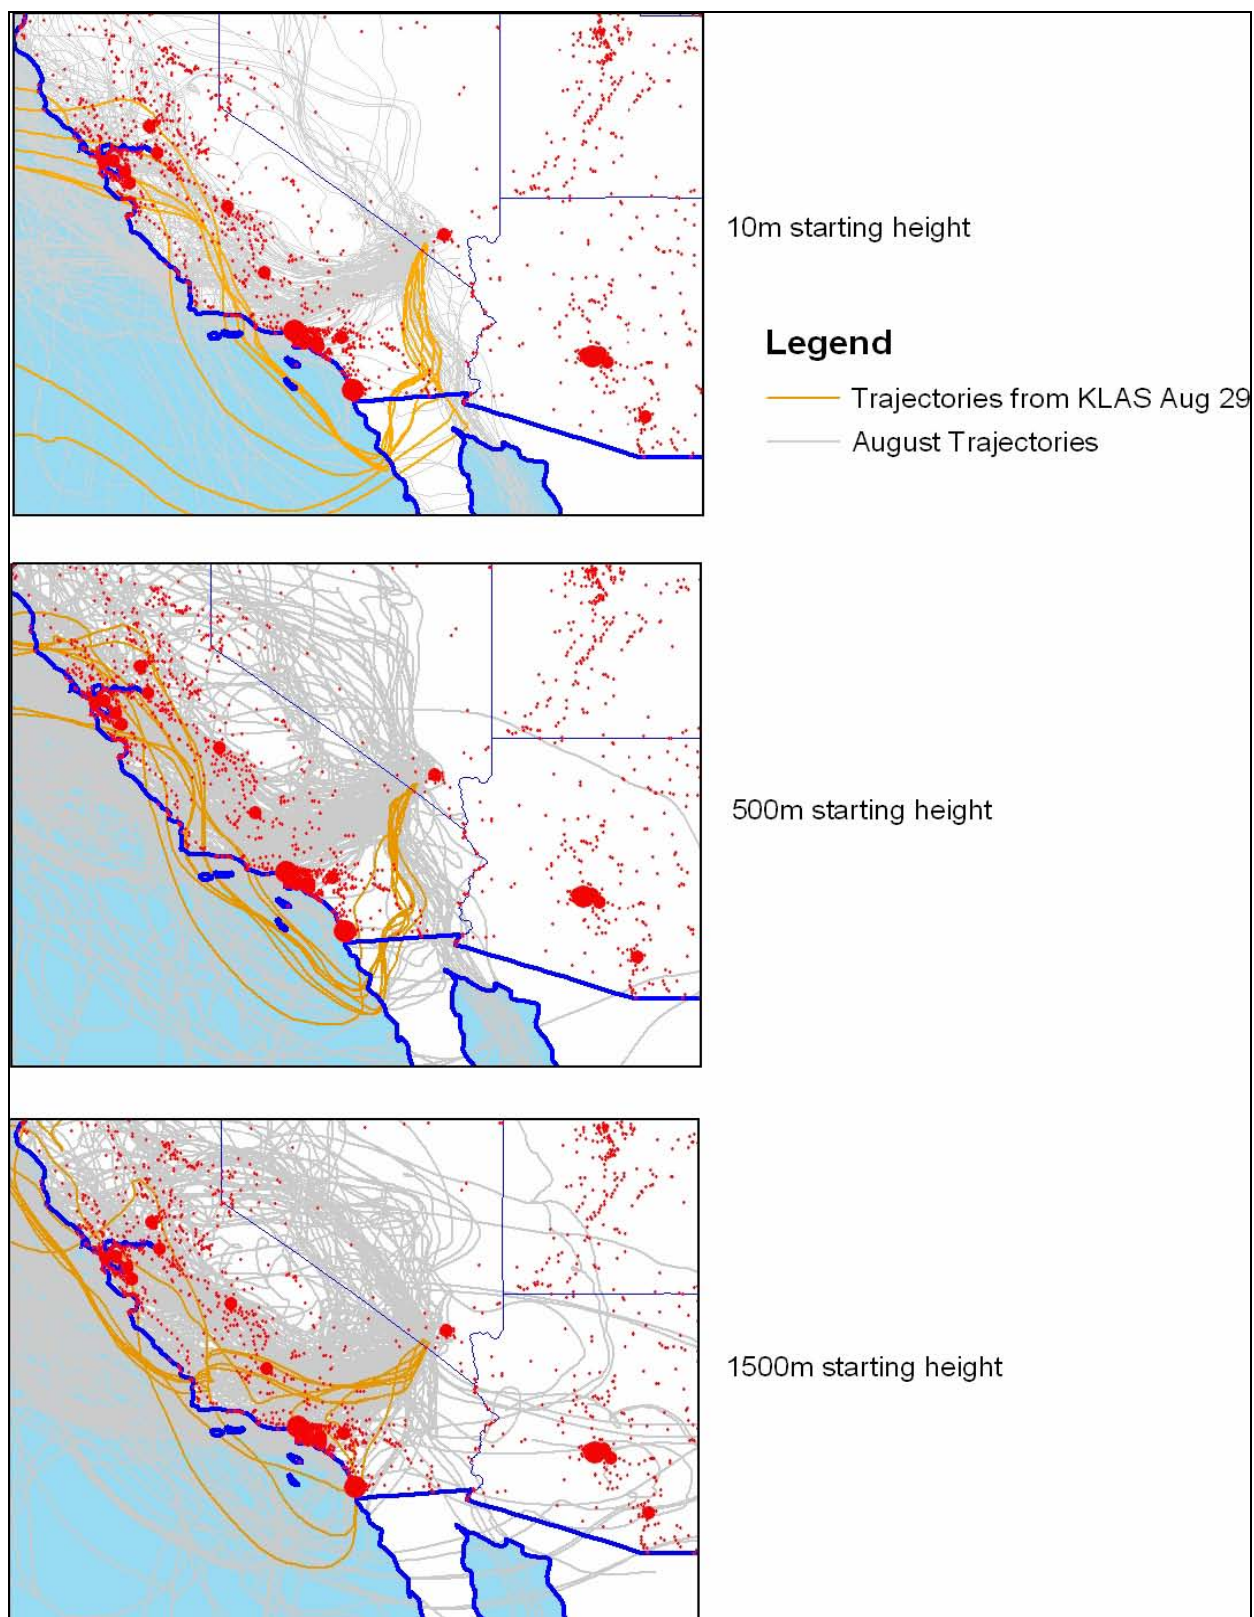 10m starting height
Legend
Trajectories from KLAS Aug 29
August Trajectories
500m starting height
1500m starting height